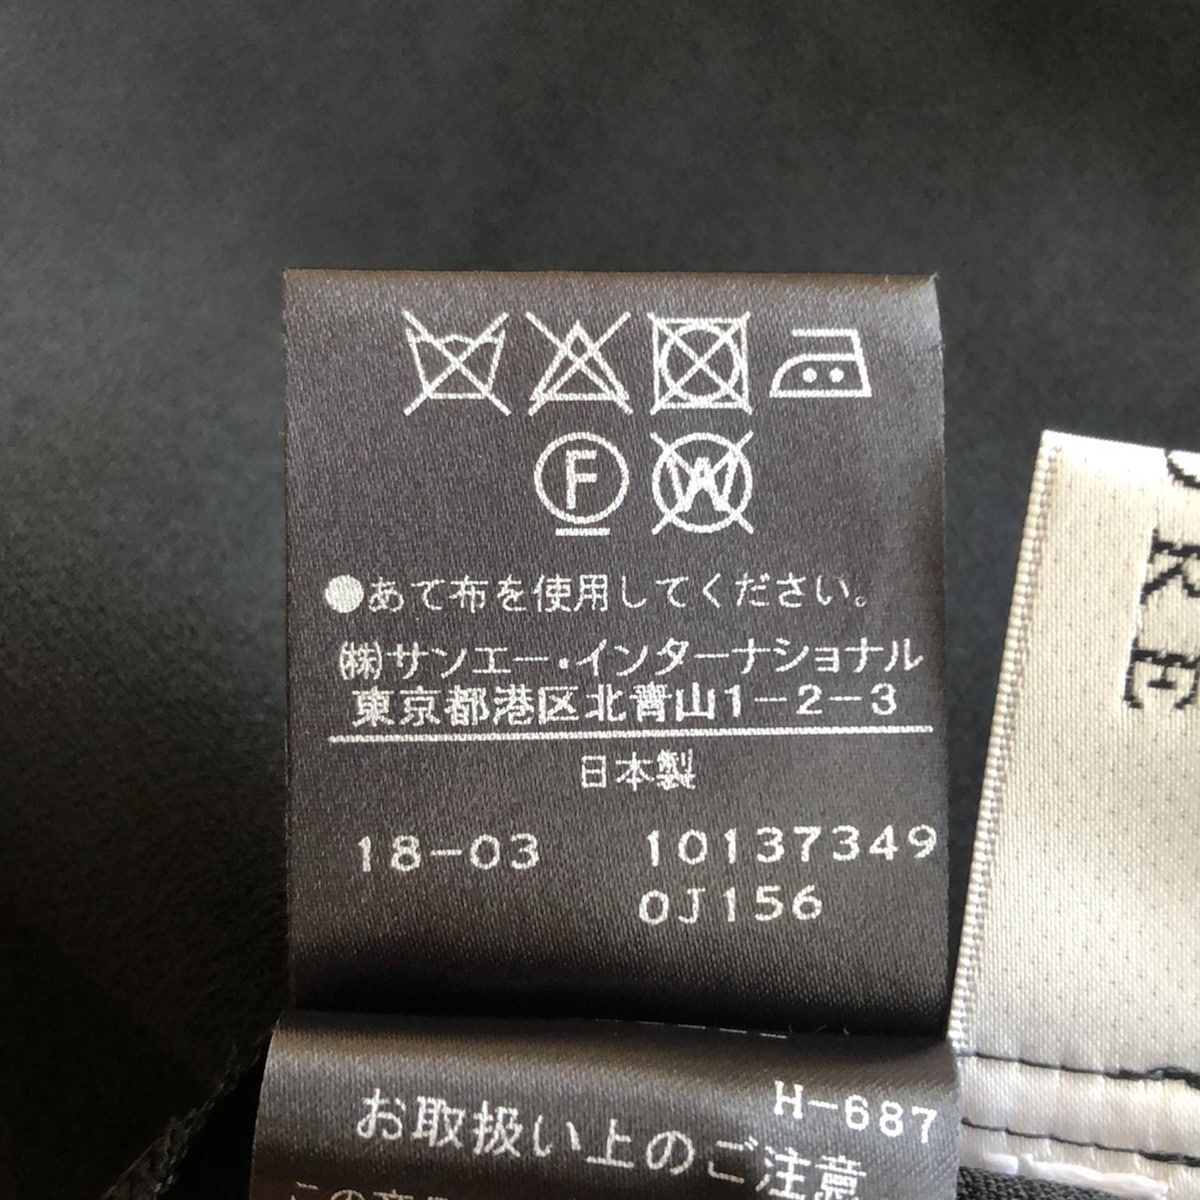 F W
●あて布を使用してください。
㈱サンエー・インターナショナル
東京都港区北青山1-2-3
日本製
18-03 10137349
0J156
H-687
お取扱い上のご注意
RE